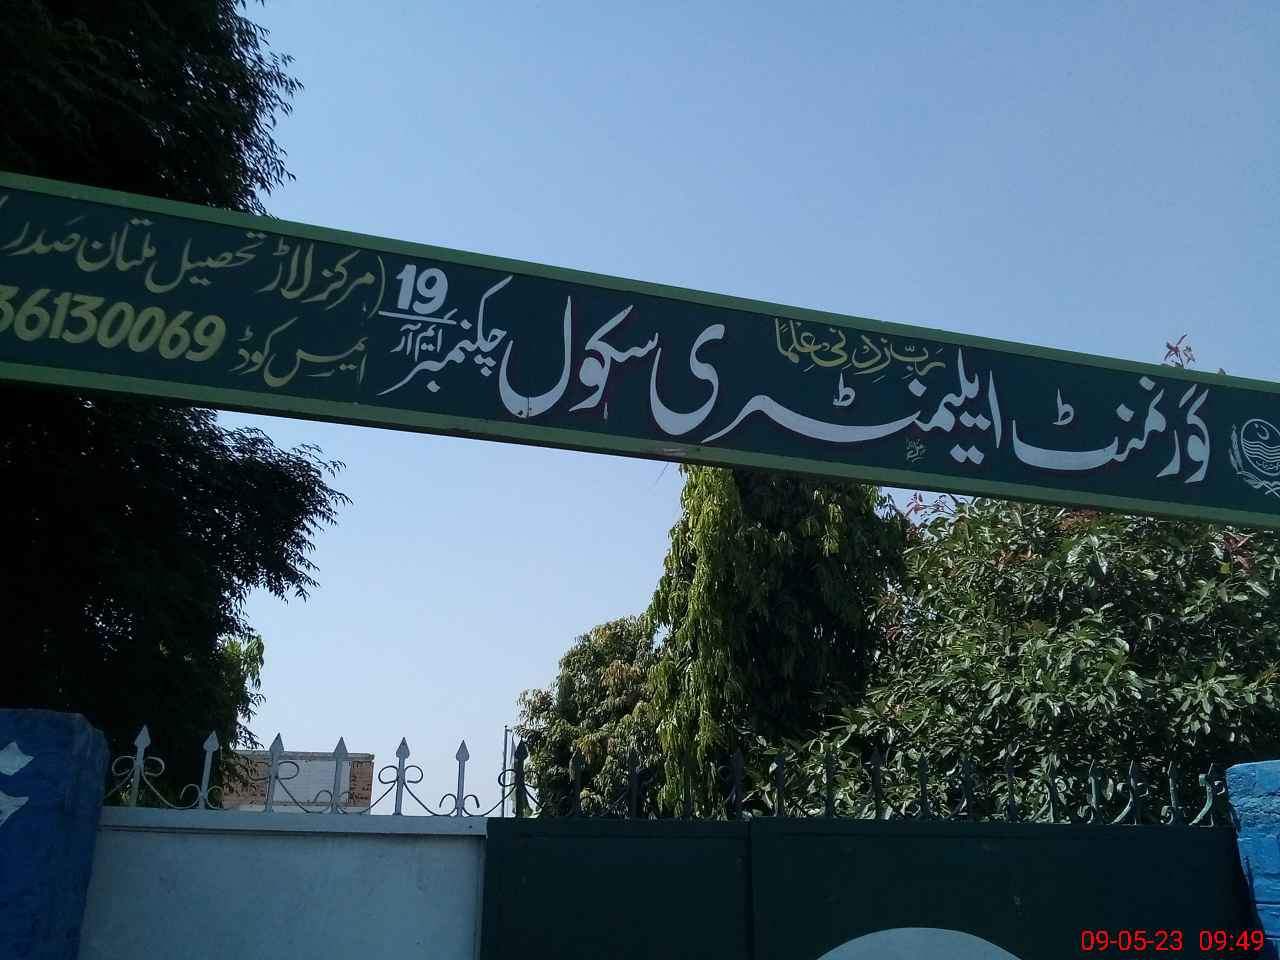 رَبِّ زِدْنِی عِلْمًا
گورنمنٹ ایلیمنٹری سکول چکنمبر 19 ایم آر
(مرکز لاڑ تحصیل ملتان صدر
ایمس کوڈ 36130069
09-05-23 09:49